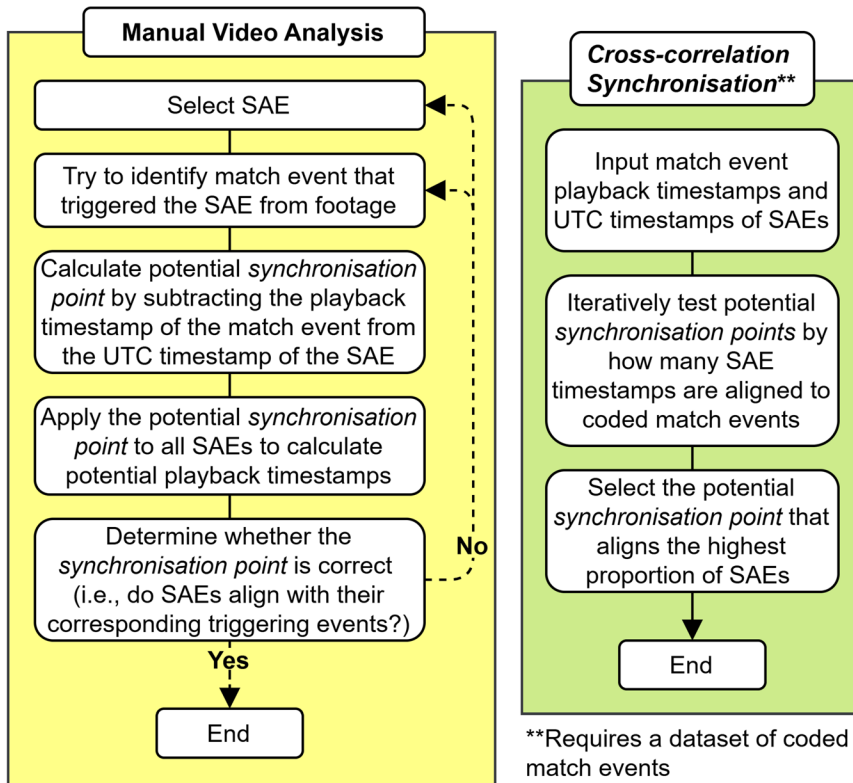 Manual Video Analysis
Select SAE
Try to identify match event that
triggered the SAE from footage
Calculate potential synchronisation
point by subtracting the playback
timestamp of the match event from
the UTC timestamp of the SAE
Apply the potential synchronisation
point to all SAEs to calculate
potential playback timestamps
Determine whether the
synchronisation point is correct
(i.e., do SAEs align with their
corresponding triggering events?)
No
Yes
End
Cross-correlation
Synchronisation**
Input match event
playback timestamps and
UTC timestamps of SAEs
Iteratively test potential
synchronisation points by
how many SAE
timestamps are aligned to
coded match events
Select the potential
synchronisation point that
aligns the highest
proportion of SAEs
End
**Requires a dataset of coded
match events